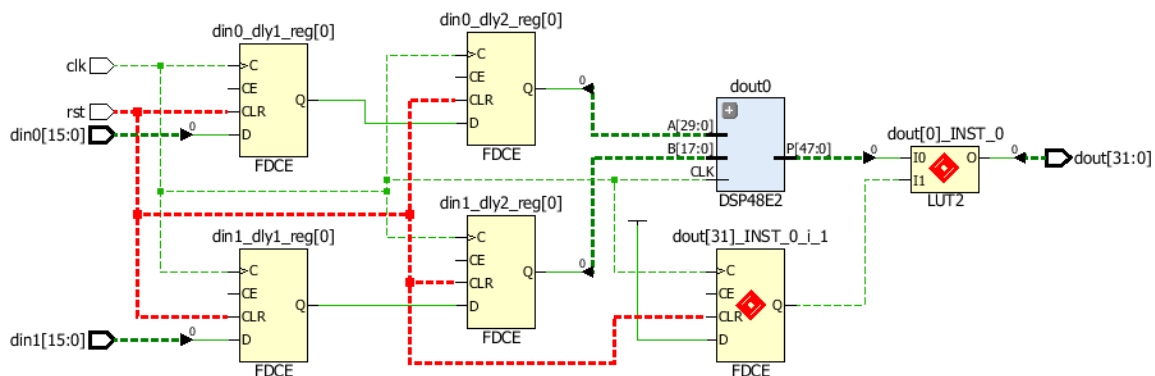 clk
rst
din0[15:0]
0
din0_dly1_reg[0]
C
CE
CLR
D
Q
FDCE
din0_dly2_reg[0]
C
CE
CLR
D
Q
FDCE
0
din1[15:0]
0
din1_dly1_reg[0]
C
CE
CLR
D
Q
FDCE
din1_dly2_reg[0]
C
CE
CLR
D
Q
FDCE
0
dout0
A[29:0]
B[17:0]
CLK
P[47:0]
DSP48E2
dout[31]_INST_0_i_1
C
CE
CLR
D
Q
FDCE
0
dout[0]_INST_0
I0
I1
O
LUT2
0
dout[31:0]